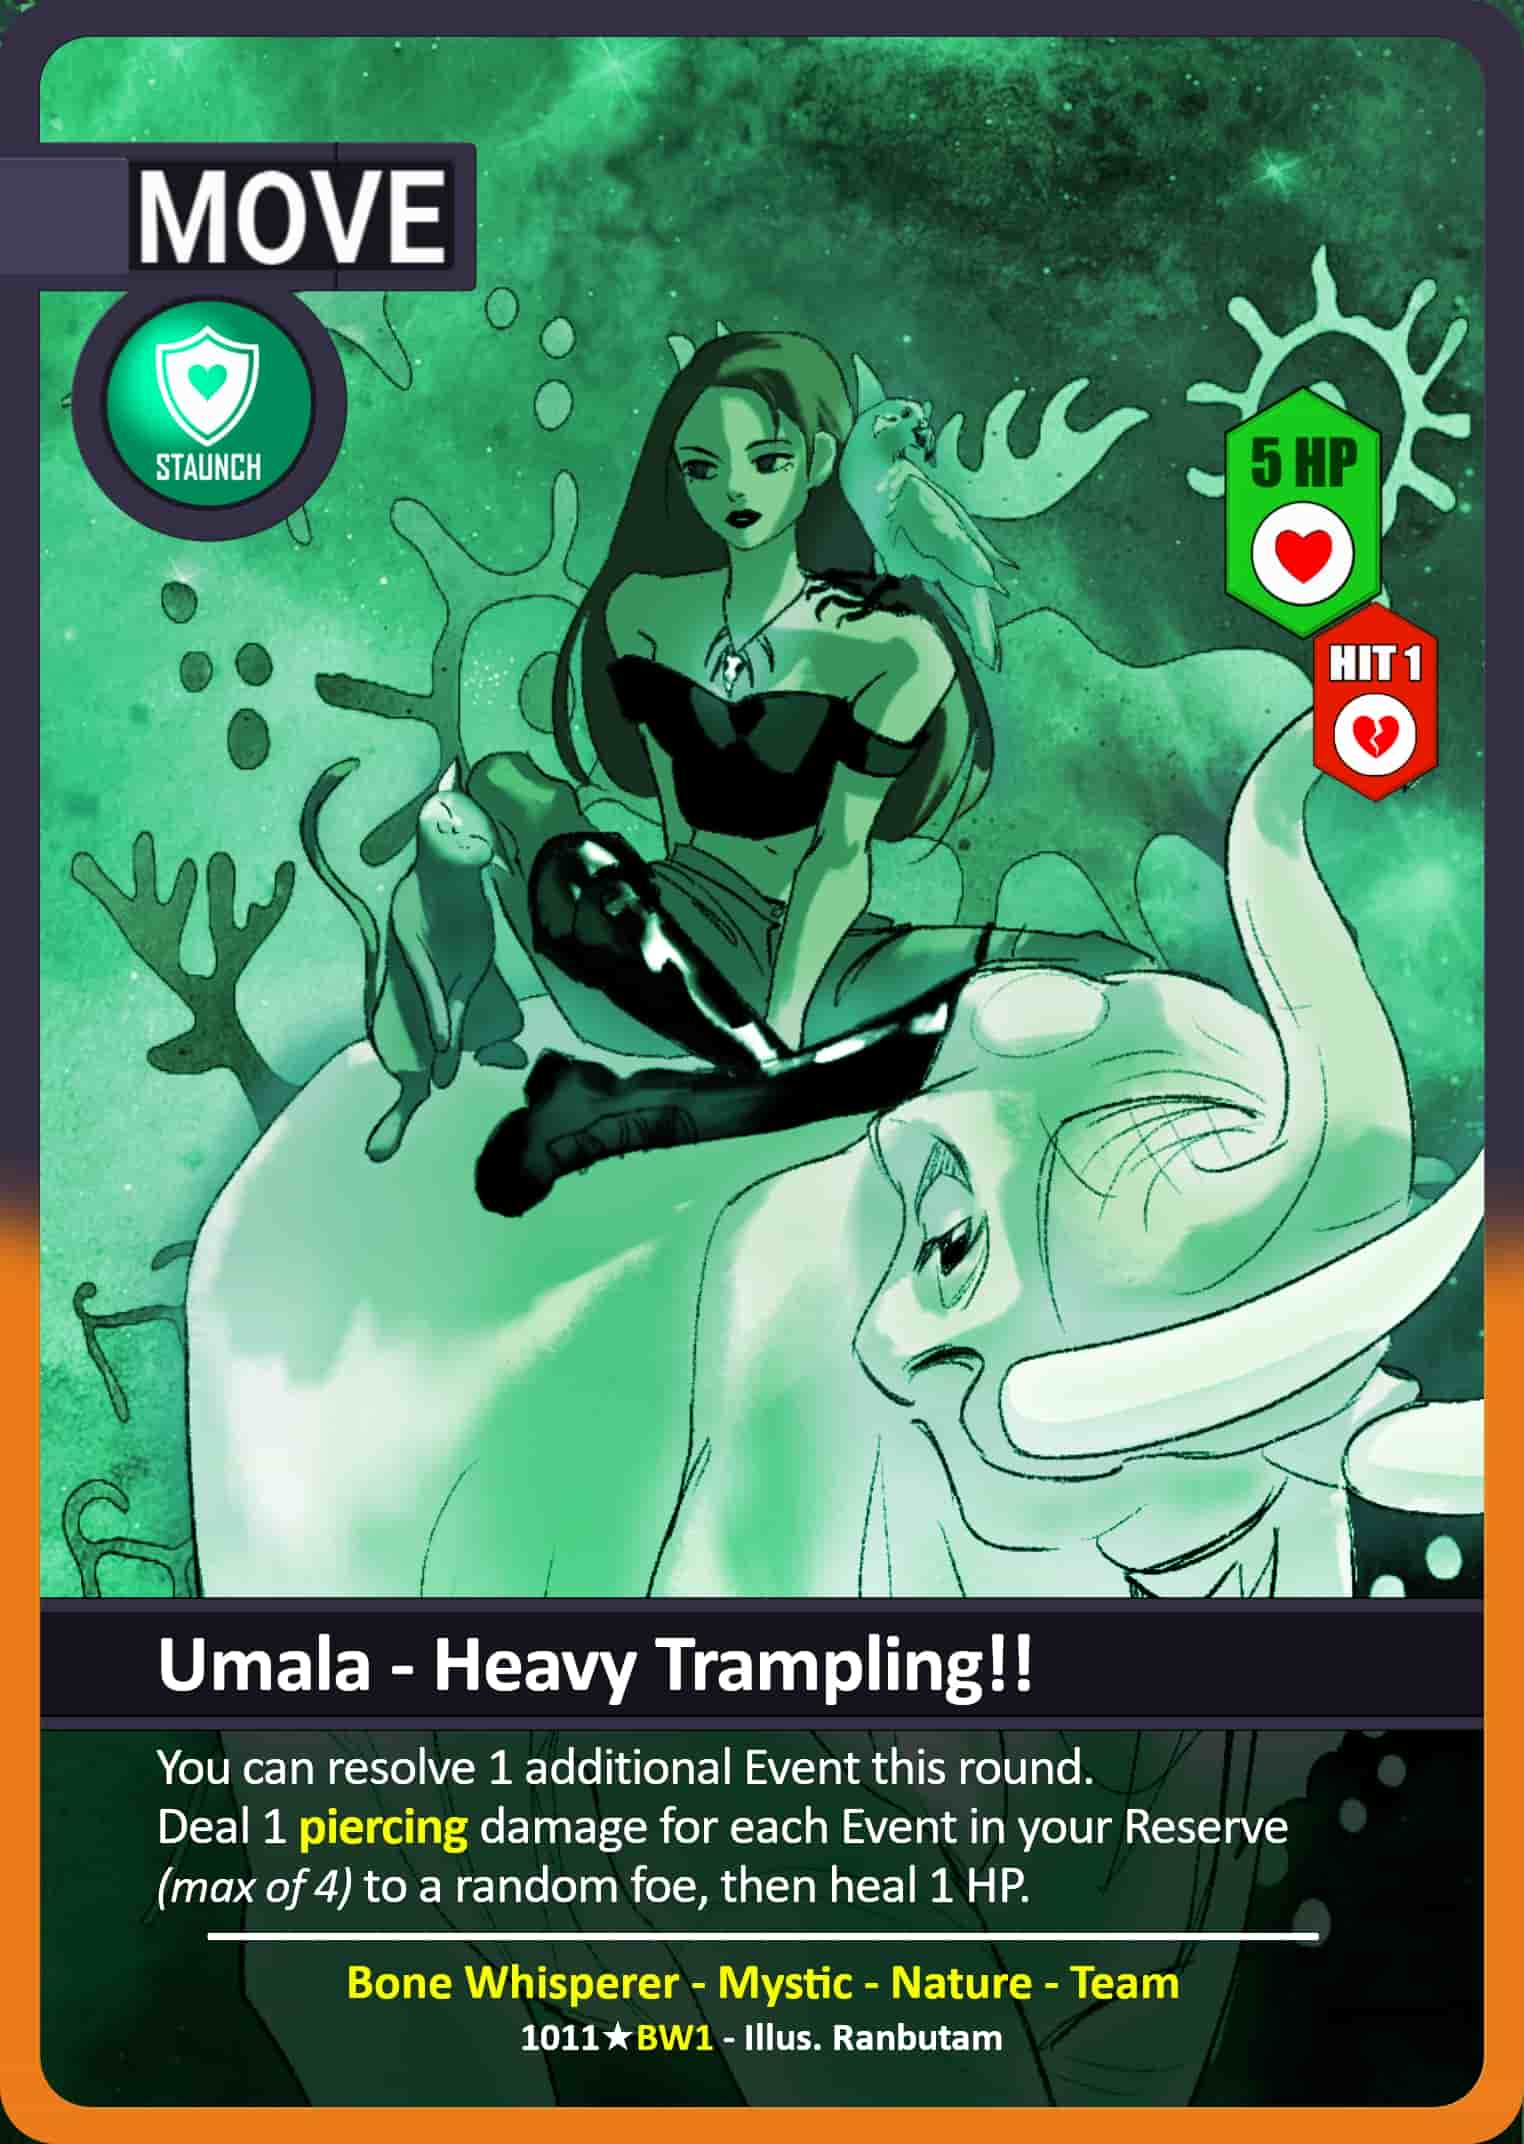 MOVE
STAUNCH
5 HP
HIT 1
Umala - Heavy Trampling!!
You can resolve 1 additional Event this round.
Deal 1 piercing damage for each Event in your Reserve
(max of 4) to a random foe, then heal 1 HP.
Bone Whisperer - Mystic - Nature - Team
1011★BW1 - Illus. Ranbutam